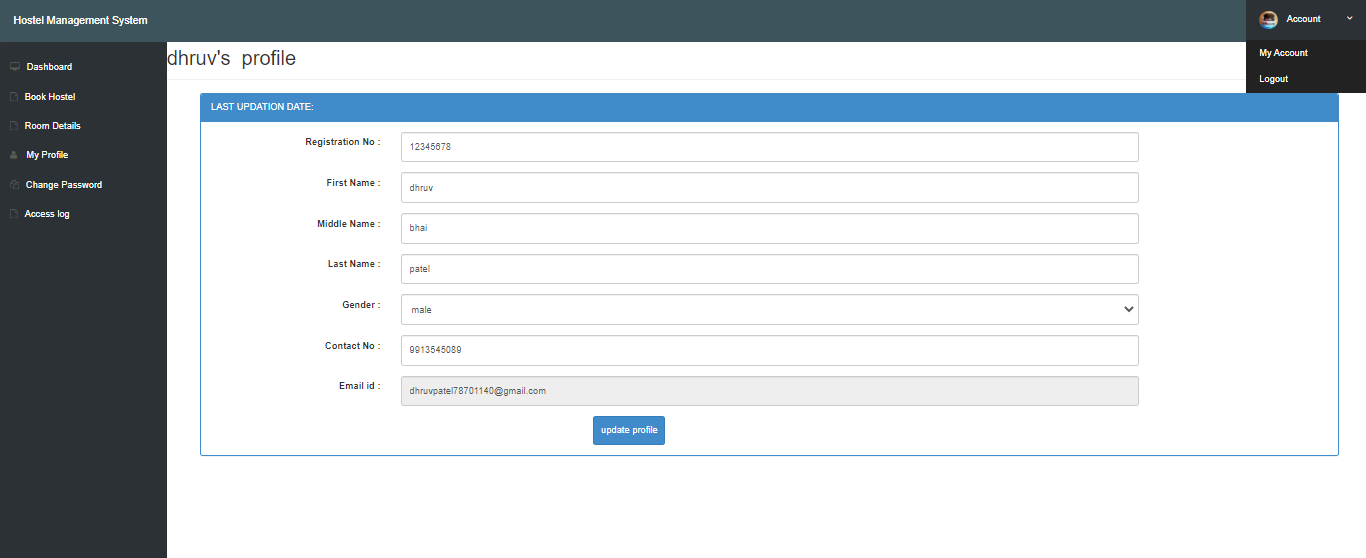 Hostel Management System
Account
My Account
Logout
Dashboard
Book Hostel
Room Details
My Profile
Change Password
Access log
dhruv's profile
LAST UPDATION DATE:
Registration No : 12345678
First Name : dhruv
Middle Name : bhai
Last Name : patel
Gender : male
Contact No : 9913545089
Email id : dhruvpatel78701140@gmail.com
update profile